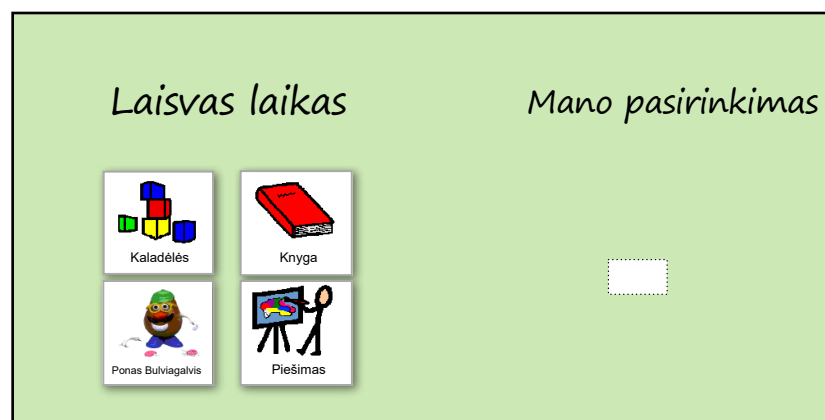 Laisvas laikas
Mano pasirinkimas
Kaladėlės
Knyga
Ponas Bulviagalvis
Piešimas